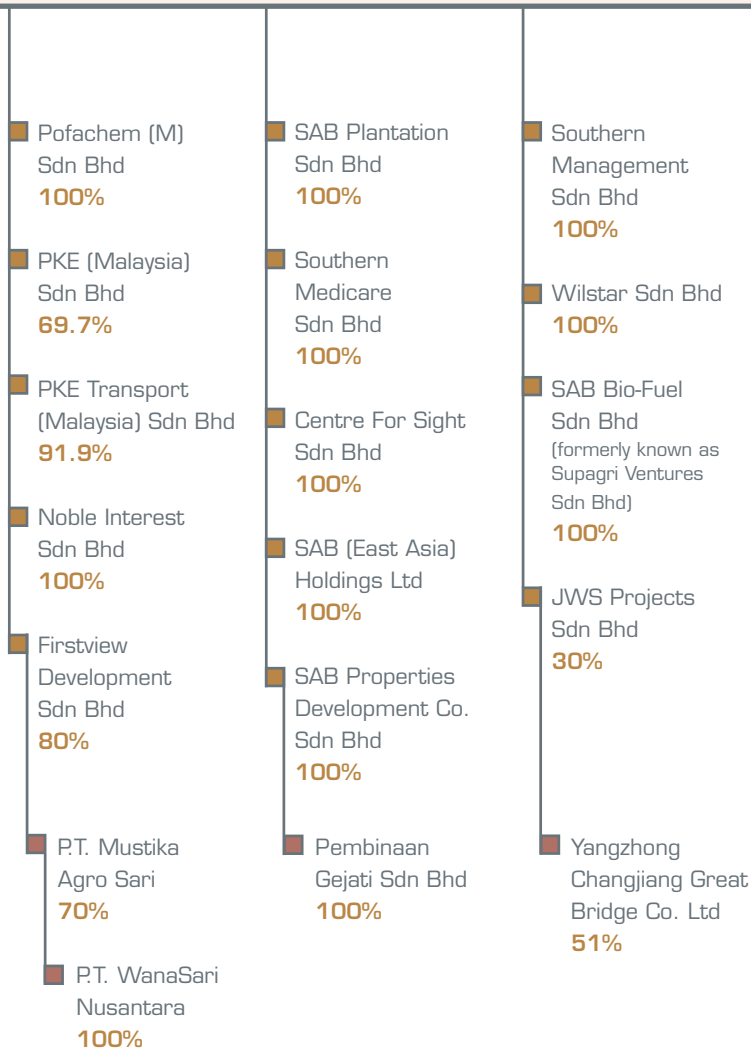 Pofachem (M)
Sdn Bhd
100%
PKE (Malaysia)
Sdn Bhd
69.7%
PKE Transport
(Malaysia) Sdn Bhd
91.9%
Noble Interest
Sdn Bhd
100%
Firstview
Development
Sdn Bhd
80%
P.T. Mustika
Agro Sari
70%
P.T. WanaSari
Nusantara
100%
SAB Plantation
Sdn Bhd
100%
Southern
Medicare
Sdn Bhd
100%
Centre For Sight
Sdn Bhd
100%
SAB (East Asia)
Holdings Ltd
100%
SAB Properties
Development Co.
Sdn Bhd
100%
Pembinaan
Gejati Sdn Bhd
100%
Southern
Management
Sdn Bhd
100%
Wilstar Sdn Bhd
100%
SAB Bio-Fuel
Sdn Bhd
(formerly known as
Supagri Ventures
Sdn Bhd)
100%
JWS Projects
Sdn Bhd
30%
Yangzhong
Changjiang Great
Bridge Co. Ltd
51%